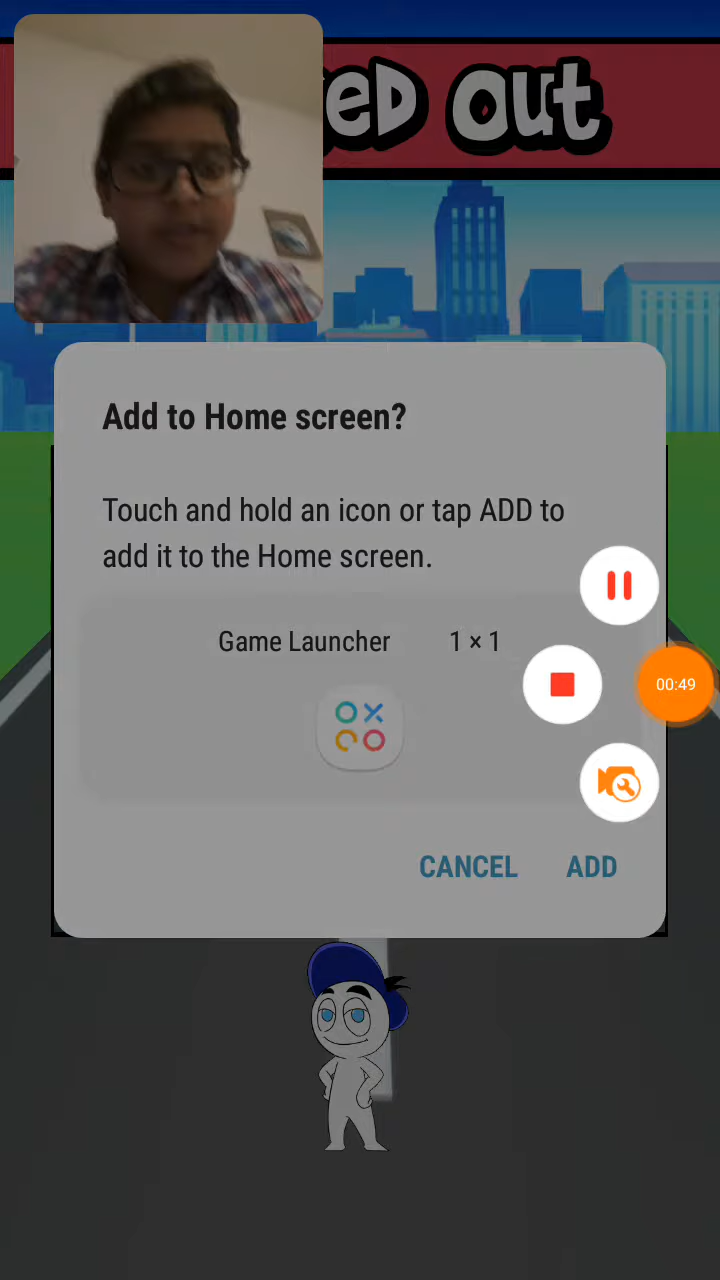 ed out
Add to Home screen?
Touch and hold an icon or tap ADD to
add it to the Home screen.
Game Launcher 1 × 1
00:49
CANCEL ADD